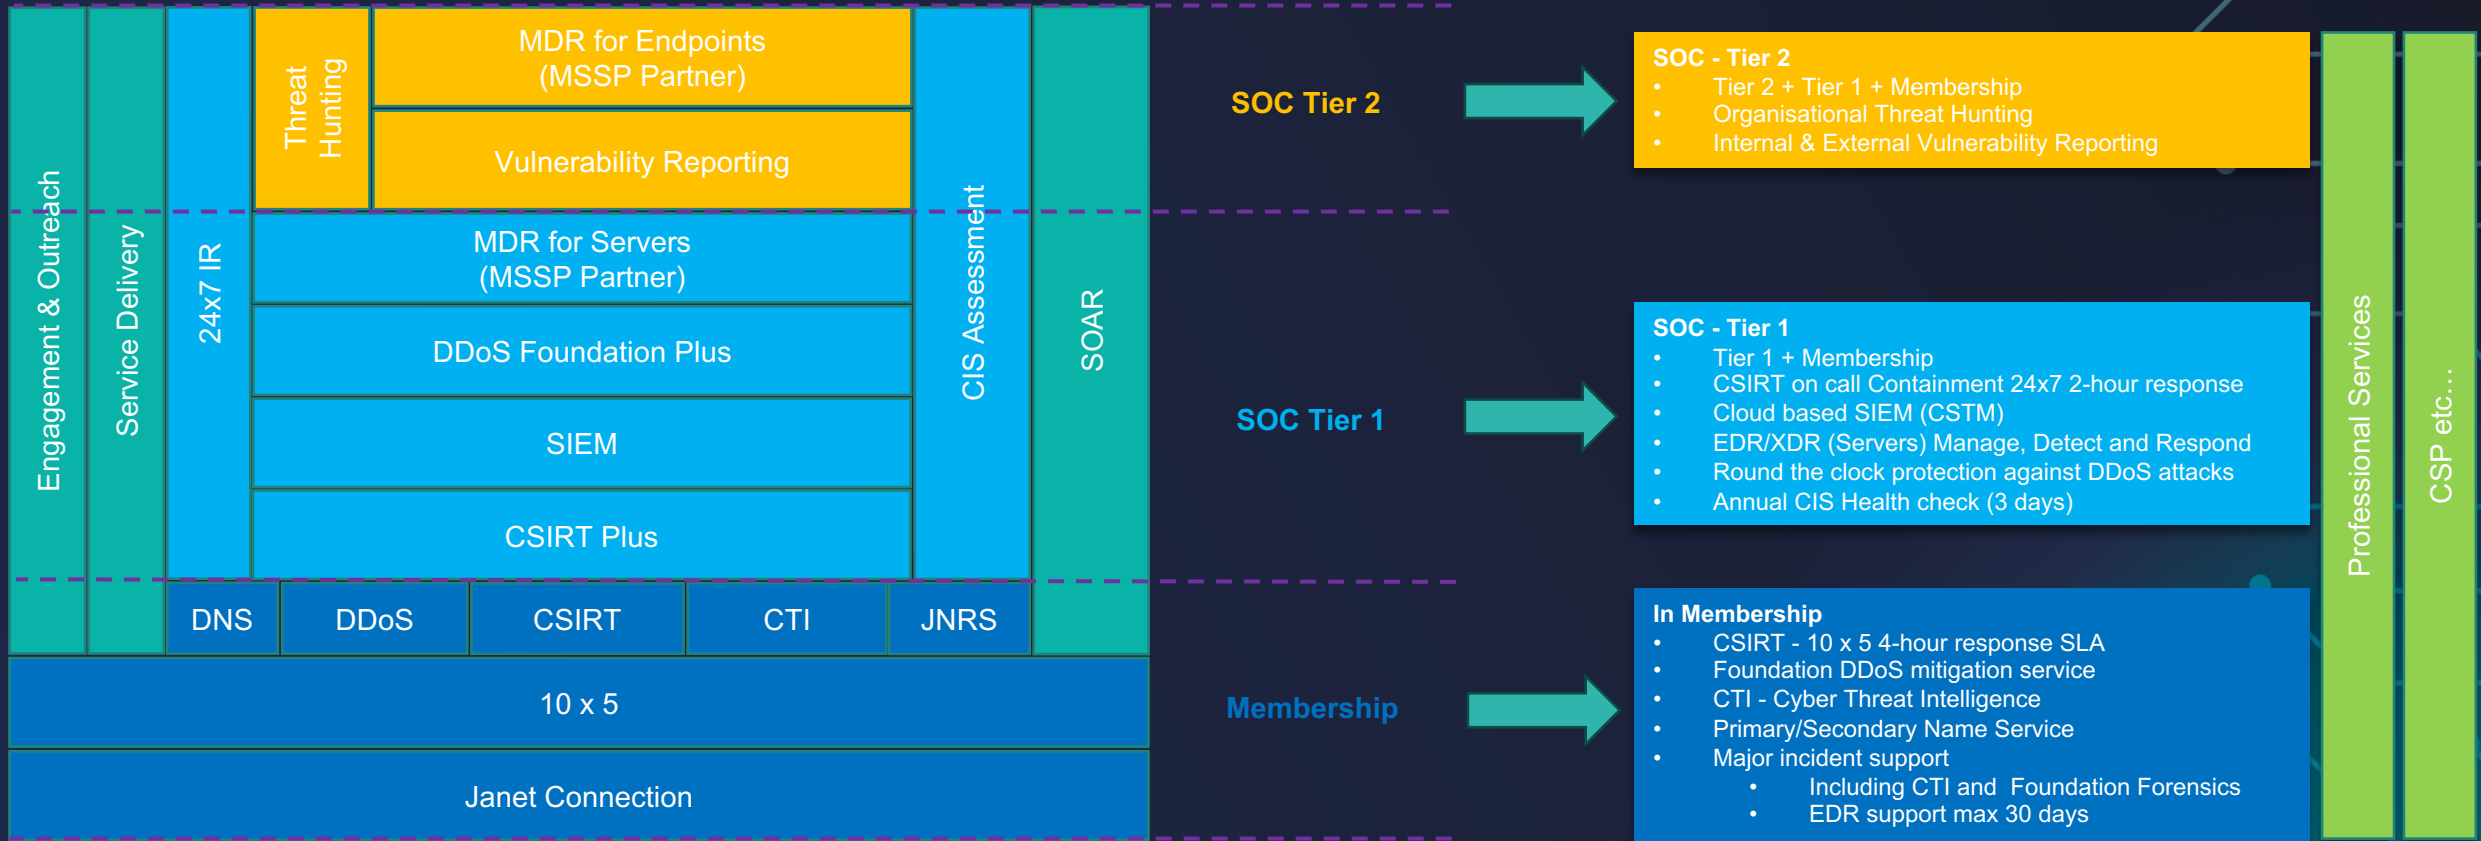 Engagement & Outreach
Service Delivery
24x7 IR
Threat
Hunting
MDR for Endpoints
(MSSP Partner)
Vulnerability Reporting
MDR for Servers
(MSSP Partner)
DDoS Foundation Plus
SIEM
CSIRT Plus
CIS Assessment
SOAR
DNS
DDoS
CSIRT
CTI
JNRS
10 x 5
Janet Connection
SOC Tier 2
SOC Tier 1
Membership
SOC - Tier 2
• Tier 2 + Tier 1 + Membership
• Organisational Threat Hunting
• Internal & External Vulnerability Reporting
SOC - Tier 1
• Tier 1 + Membership
• CSIRT on call Containment 24x7 2-hour response
• Cloud based SIEM (CSTM)
• EDR/XDR (Servers) Manage, Detect and Respond
• Round the clock protection against DDoS attacks
• Annual CIS Health check (3 days)
In Membership
• CSIRT - 10 x 5 4-hour response SLA
• Foundation DDoS mitigation service
• CTI - Cyber Threat Intelligence
• Primary/Secondary Name Service
• Major incident support
• Including CTI and Foundation Forensics
• EDR support max 30 days
Professional Services
CSP etc...